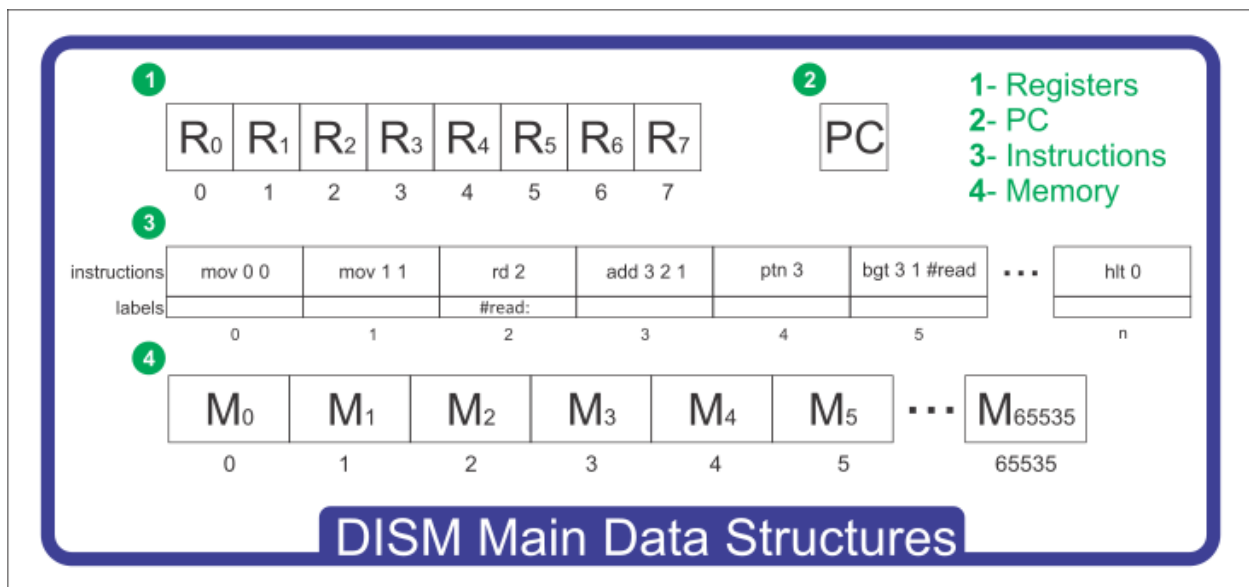 1
2
1- Registers
2- PC
3- Instructions
4- Memory
R0 R1 R2 R3 R4 R5 R6 R7
PC
0 1 2 3 4 5 6 7
3
instructions mov 0 0 mov 1 1 rd 2 add 3 2 1 ptn 3 bgt 3 1 #read ... hlt 0
labels #read:
0 1 2 3 4 5 n
4
M0 M1 M2 M3 M4 M5 ... M65535
0 1 2 3 4 5 65535
DISM Main Data Structures